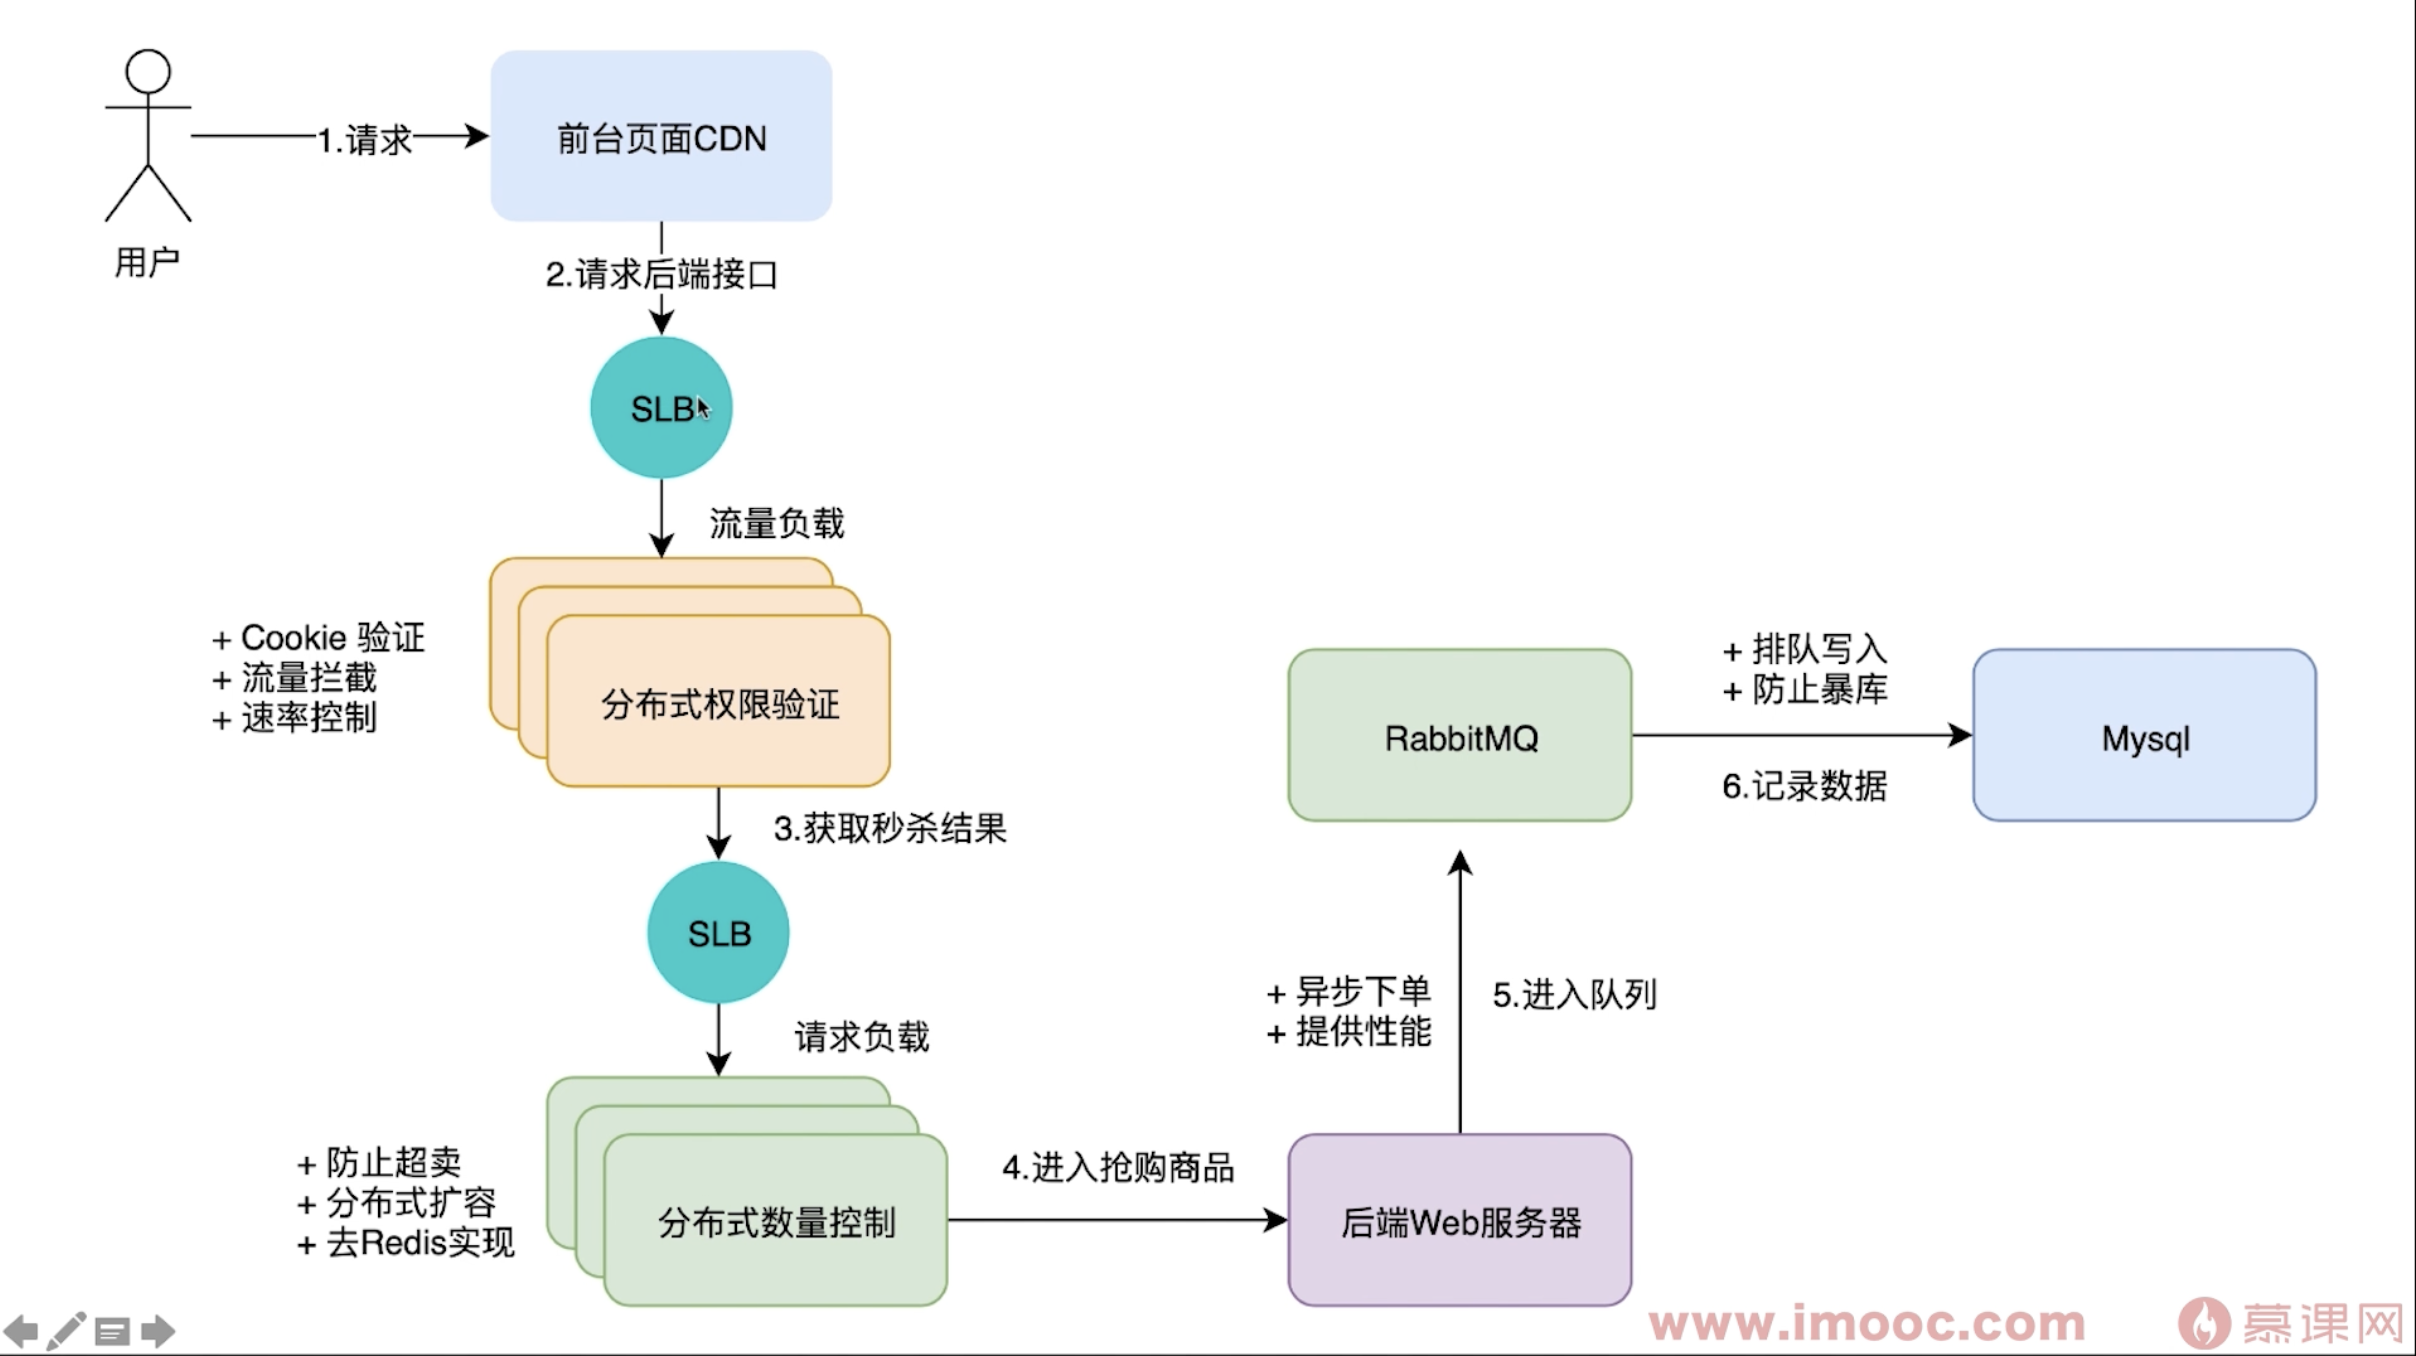 1.请求
前台页面CDN
用户
2.请求后端接口
SLB
流量负载
+ Cookie 验证
+ 流量拦截
+ 速率控制
分布式权限验证
3.获取秒杀结果
SLB
请求负载
+ 防止超卖
+ 分布式扩容
+ 去Redis实现
分布式数量控制
4.进入抢购商品
后端Web服务器
+ 异步下单
+ 提供性能
5.进入队列
RabbitMQ
+ 排队写入
+ 防止暴库
6.记录数据
Mysql
www.imooc.com
慕课网